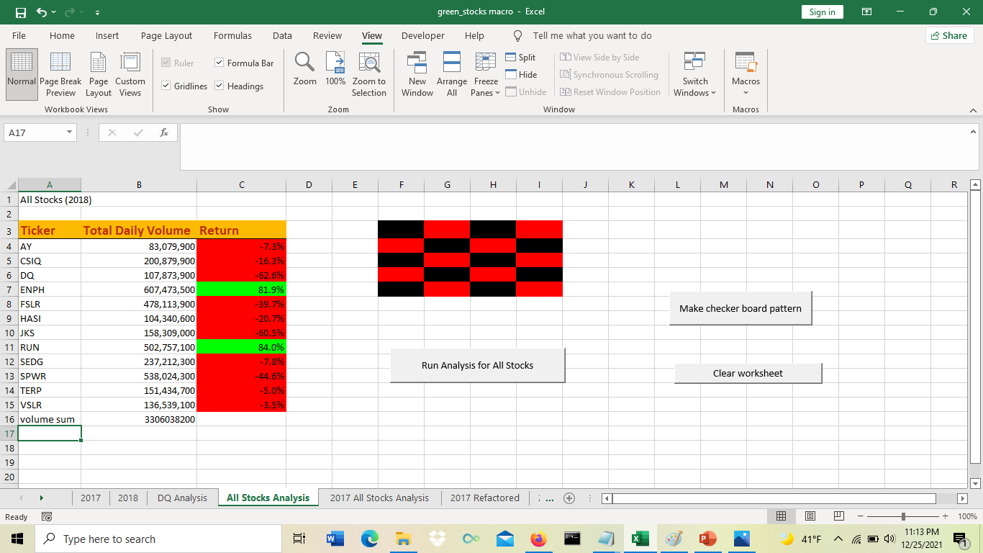 green_stocks macro - Excel
Sign in
File Home Insert Page Layout Formulas Data Review View Developer Help Tell me what you want to do Share
Normal Page Break Preview Page Layout Custom Views
Workbook Views
Ruler Formula Bar
Gridlines Headings
Show
Zoom 100% Zoom to Selection
Zoom
New Window Arrange All Freeze Panes
Split
Hide
Unhide
View Side by Side
Synchronous Scrolling
Reset Window Position
Switch Windows
Window
Macros
Macros
A17 fx
A B C D E F G H I J K L M N O P Q R
1 All Stocks (2018)
2
3 Ticker Total Daily Volume Return
4 AY 83,079,900 -7.3%
5 CSIQ 200,879,900 -16.3%
6 DQ 107,873,900 -62.6%
7 ENPH 607,473,500 81.9%
8 FSLR 478,113,900 -39.7%
9 HASI 104,340,600 -20.7%
10 JKS 158,309,000 -60.5%
11 RUN 502,757,100 84.0%
12 SEDG 237,212,300 -7.8%
13 SPWR 538,024,300 -44.6%
14 TERP 151,434,700 -5.0%
15 VSLR 136,539,100 -3.5%
16 volume sum 3306038200
17
18
19
20
Make checker board pattern
Run Analysis for All Stocks
Clear worksheet
2017 2018 DQ Analysis All Stocks Analysis 2017 All Stocks Analysis 2017 Refactored ...
Ready 100%
Type here to search
41°F
11:13 PM
12/25/2021
1